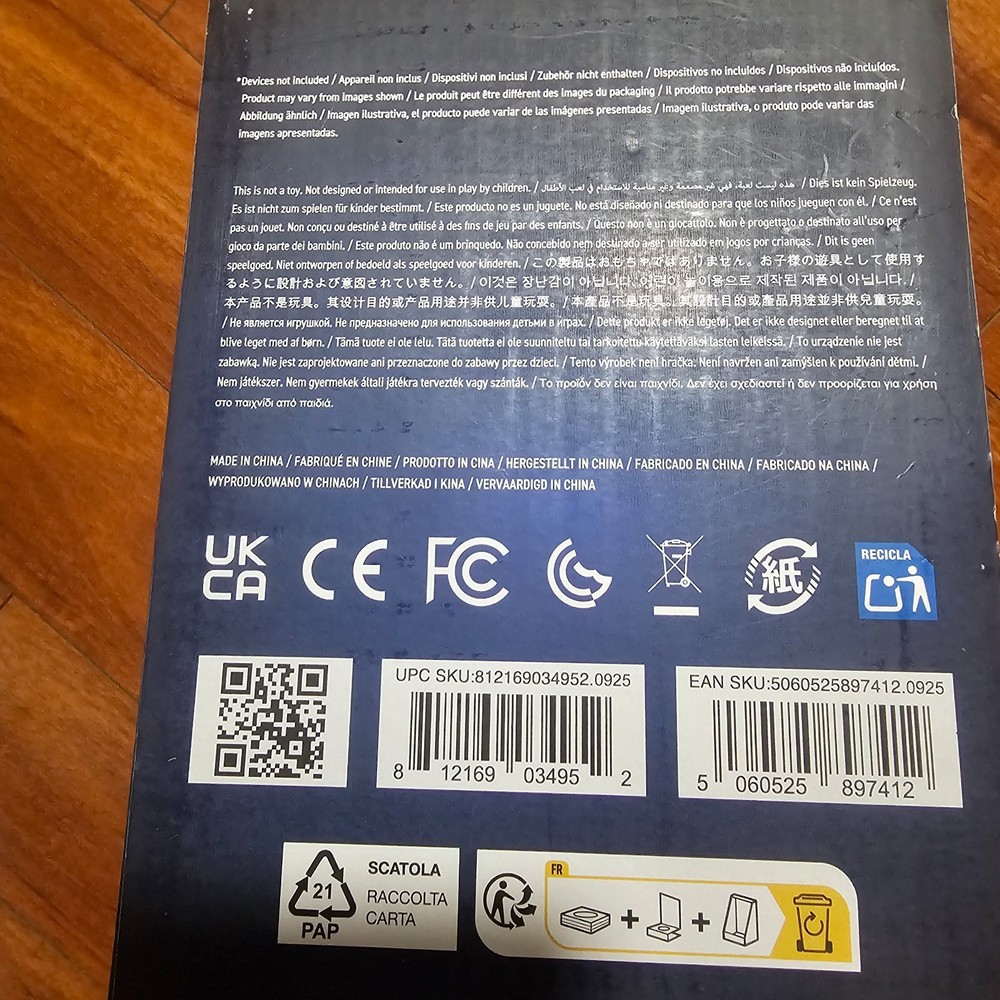 *Devices not included / Appareil non inclus / Dispositivi non inclusi / Zubehör nicht enthalten / Dispositivos no incluidos / Dispositivos não incluídos.
Product may vary from images shown / Le produit peut être différent des images du packaging / Il prodotto potrebbe variare rispetto alle immagini /
Abbildung ähnlich / Imagen ilustrativa, el producto puede variar de las imágenes presentadas / Imagem ilustrativa, o produto pode variar das
imagens apresentadas.
This is not a toy. Not designed or intended for use in play by children. / هذه ليست لعبة، فهي غير مصممة وغير مناسبة للاستخدام في لعب الأطفال / Dies ist kein Spielzeug.
Es ist nicht zum spielen für kinder bestimmt. / Este producto no es un juguete. No está diseñado ni destinado para que los niños jueguen con él. / Ce n'est
pas un jouet. Non conçu ou destiné à être utilisé à des fins de jeu par des enfants. / Questo non è un giocattolo. Non è progettato o destinato all'uso per
gioco da parte dei bambini. / Este produto não é um brinquedo. Não concebido nem destinado a ser utilizado em jogos por crianças. / Dit is geen
speelgoed. Niet ontworpen of bedoeld als speelgoed voor kinderen. / この製品はおもちゃではありません。お子様の遊具として使用す
るように設計および意図されていません。/ 이것은 장난감이 아닙니다. 어린이 놀이용으로 제작된 제품이 아닙니다. /
本产品不是玩具。其设计目的或产品用途并非供儿童玩耍。 / 本產品不是玩具。其設計目的或產品用途並非供兒童玩耍。
/ Не является игрушкой. Не предназначено для использования детьми в играх. / Dette produkt er ikke legetøj. Det er ikke designet eller beregnet til at
blive leget med af børn. / Tämä tuote ei ole lelu. Tätä tuotetta ei ole suunniteltu tai tarkoitettu käytettäväksi lasten leikeissä. / To urządzenie nie jest
zabawką. Nie jest zaprojektowane ani przeznaczone do zabawy przez dzieci. / Tento výrobek není hračka. Není navržen ani zamýšlen k používání dětmi. /
Nem játékszer. Nem gyermekek általi játékra tervezték vagy szánták. / Το προϊόν δεν είναι παιχνίδι. Δεν έχει σχεδιαστεί ή δεν προορίζεται για χρήση
στο παιχνίδι από παιδιά.
MADE IN CHINA / FABRIQUÉ EN CHINE / PRODOTTO IN CINA / HERGESTELLT IN CHINA / FABRICADO EN CHINA / FABRICADO NA CHINA /
WYPRODUKOWANO W CHINACH / TILLVERKAD I KINA / VERVAARDIGD IN CHINA
UK
CA
CE
FC
紙
RECICLA
UPC SKU:812169034952.0925
8 12169 03495 2
EAN SKU:5060525897412.0925
5 060525 897412
21
PAP
SCATOLA
RACCOLTA
CARTA
FR
+ +